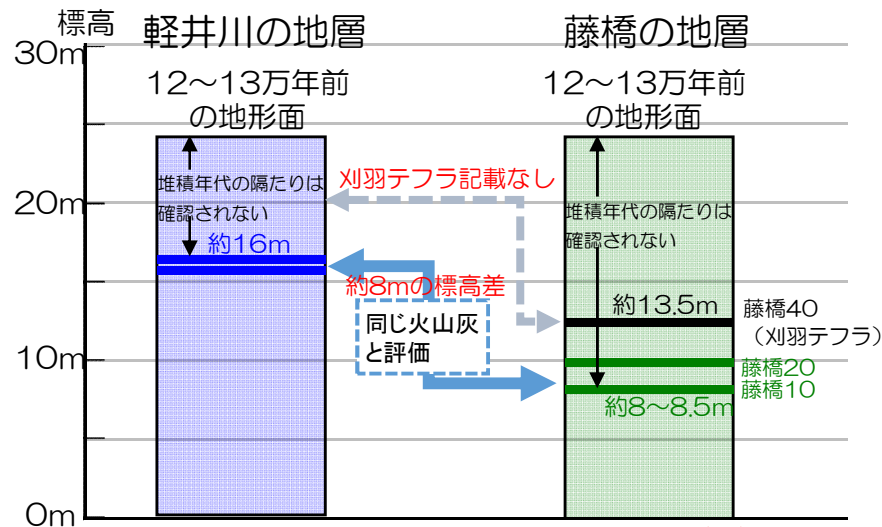 標高
軽井川の地層
藤橋の地層
30m
12～13万年前
の地形面
12～13万年前
の地形面
堆積年代の隔たりは
確認されない
刈羽テフラ記載なし
20m
堆積年代の隔たりは
確認されない
約16m
約8mの標高差
同じ火山灰
と評価
約13.5m
藤橋40
（刈羽テフラ）
10m
藤橋20
藤橋10
約8～8.5m
0m